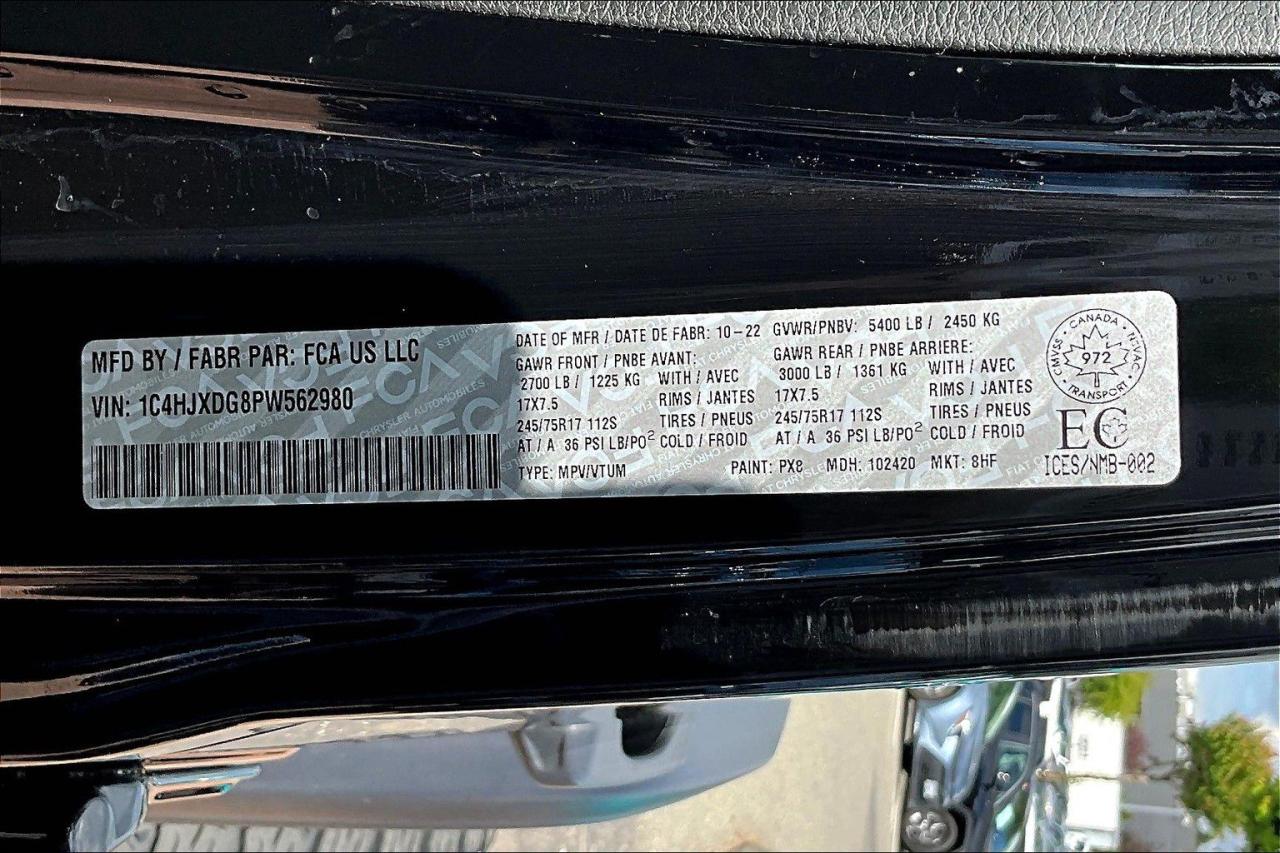 MFD BY / FABR PAR: FCA US LLC
VIN: 1C4HJXDG8PW562980
DATE OF MFR / DATE DE FABR: 10-22 GVWR/PNBV: 5400 LB / 2450 KG
GAWR FRONT / PNBE AVANT: GAWR REAR / PNBE ARRIERE:
2700 LB / 1225 KG WITH / AVEC 3000 LB / 1361 KG WITH / AVEC
17X7.5 RIMS / JANTES 17X7.5 RIMS / JANTES
245/75R17 112S TIRES / PNEUS 245/75R17 112S TIRES / PNEUS
AT / A 36 PSI LB/PO² COLD / FROID AT / A 36 PSI LB/PO² COLD / FROID
TYPE: MPV/VTUM PAINT: PX8 MDH: 102420 MKT: 8HF
CANADA
CMVSS 972 NSVAC
TRANSPORT
EC
ICES/NMB-002